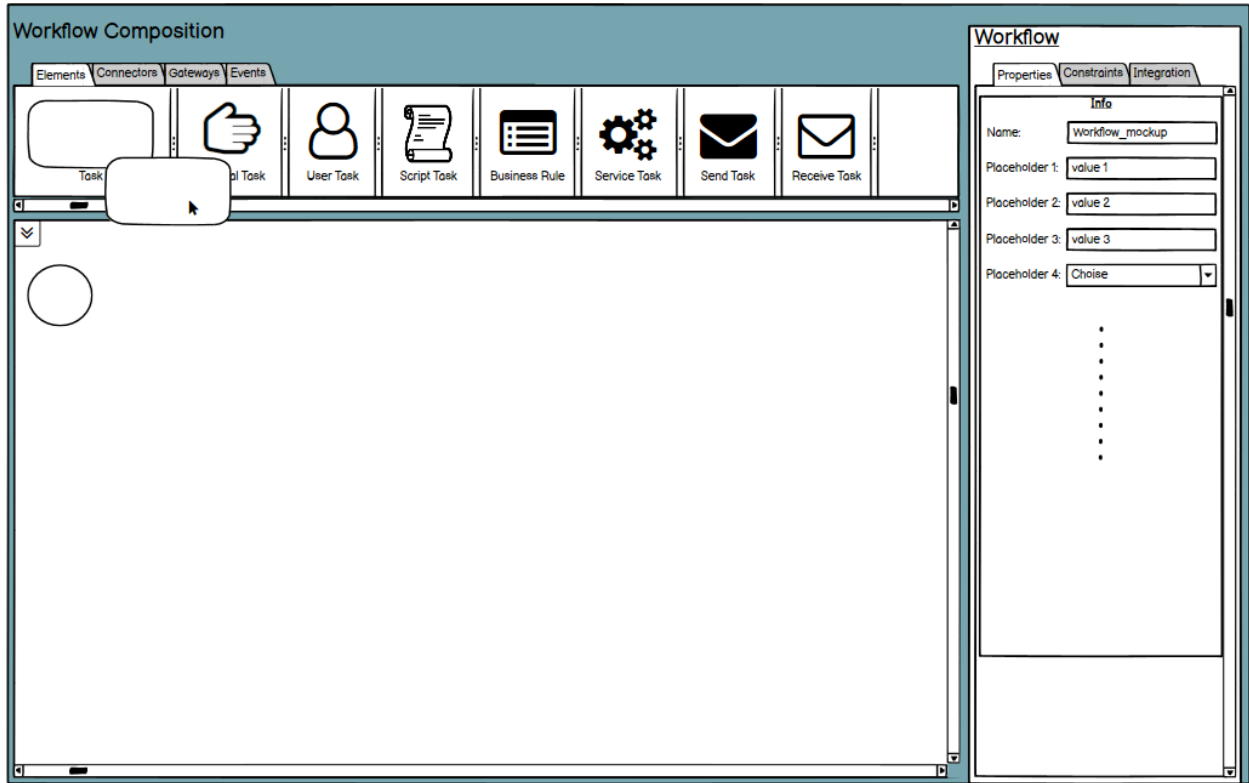 Workflow Composition
Elements Connectors Gateways Events
Task al Task User Task Script Task Business Rule Service Task Send Task Receive Task
Workflow
Properties Constraints Integration
Info
Name: Workflow_mockup
Placeholder 1: value 1
Placeholder 2: value 2
Placeholder 3: value 3
Placeholder 4: Choise